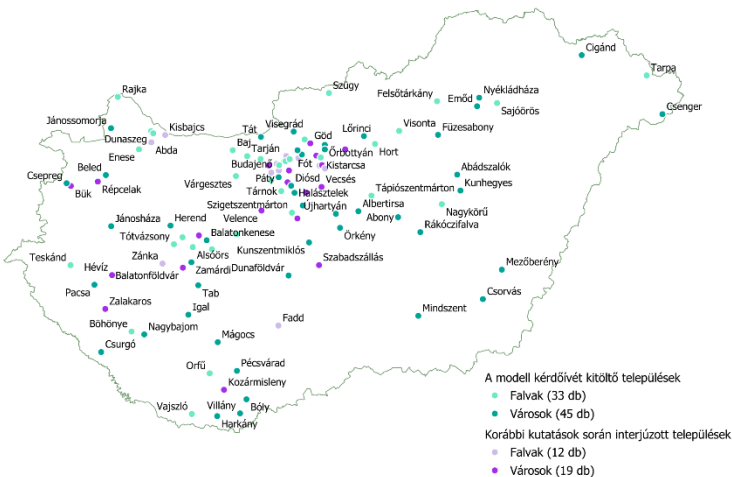 Cigánd
Tarpa
Szügy
Rajka
Felsőtárkány
Nyékládháza
Emőd
Sajóörös
Csenger
Jánossomorja
Kisbajcs
Tát
Visegrád
Lőrinci
Visonta
Füzesabony
Dunaszeg
Göd
Abda
Baj
Tarján
Őrbottyán
Hort
Enese
Budajenő
Fót
Kistarcsa
Beled
Abádszalók
Csepreg
Páty
Diósd
Vecsés
Répcelak
Várgesztes
Bük
Tárnok
Halásztelek
Tápiószentmárton
Kunhegyes
Szigetszentmárton
Újhartyán
Albertirsa
Nagykörű
Jánosháza
Herend
Velence
Abony
Rákóczifalva
Tótvázsony
Balatonkenese
Örkény
Kunszentmiklós
Teskánd
Zánka
Alsóörs
Szabadszállás
Hévíz
Zamárdi
Dunaföldvár
Mezőberény
Balatonföldvár
Pacsa
Tab
Csorvás
Zalakaros
Igal
Mindszent
Böhönye
Nagybajom
Fadd
Mágocs
Csurgó
Orfű
Pécsvárad
Kozármisleny
Vajszló
Villány
Bóly
Harkány
A modell kérdőívét kitöltő települések
Falvak (33 db)
Városok (45 db)
Korábbi kutatások során interjúzott települések
Falvak (12 db)
Városok (19 db)